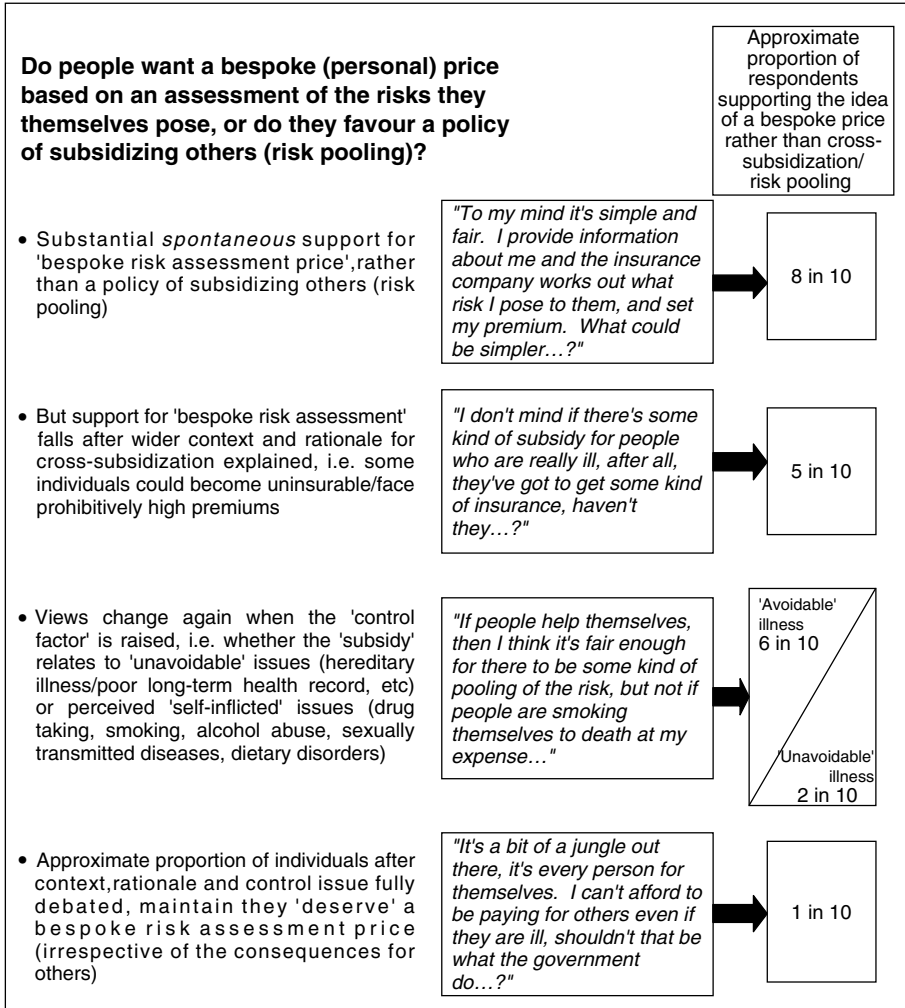 Do people want a bespoke (personal) price
based on an assessment of the risks they
themselves pose, or do they favour a policy
of subsidizing others (risk pooling)?
Approximate
proportion of
respondents
supporting the idea
of a bespoke price
rather than cross-
subsidization/
risk pooling
• Substantial spontaneous support for
'bespoke risk assessment price',rather
than a policy of subsidizing others (risk
pooling)
"To my mind it's simple and
fair. I provide information
about me and the insurance
company works out what
risk I pose to them, and set
my premium. What could
be simpler...?"
8 in 10
• But support for 'bespoke risk assessment'
falls after wider context and rationale for
cross-subsidization explained, i.e. some
individuals could become uninsurable/face
prohibitively high premiums
"I don't mind if there's some
kind of subsidy for people
who are really ill, after all,
they've got to get some kind
of insurance, haven't
they...?"
5 in 10
• Views change again when the 'control
factor' is raised, i.e. whether the 'subsidy'
relates to 'unavoidable' issues (hereditary
illness/poor long-term health record, etc)
or perceived 'self-inflicted' issues (drug
taking, smoking, alcohol abuse, sexually
transmitted diseases, dietary disorders)
"If people help themselves,
then I think it's fair enough
for there to be some kind of
pooling of the risk, but not if
people are smoking
themselves to death at my
expense..."
'Avoidable'
illness
6 in 10
'Unavoidable'
illness
2 in 10
• Approximate proportion of individuals after
context,rationale and control issue fully
debated, maintain they 'deserve' a
bespoke risk assessment price
(irrespective of the consequences for
others)
"It's a bit of a jungle out
there, it's every person for
themselves. I can't afford to
be paying for others even if
they are ill, shouldn't that be
what the government
do...?"
1 in 10